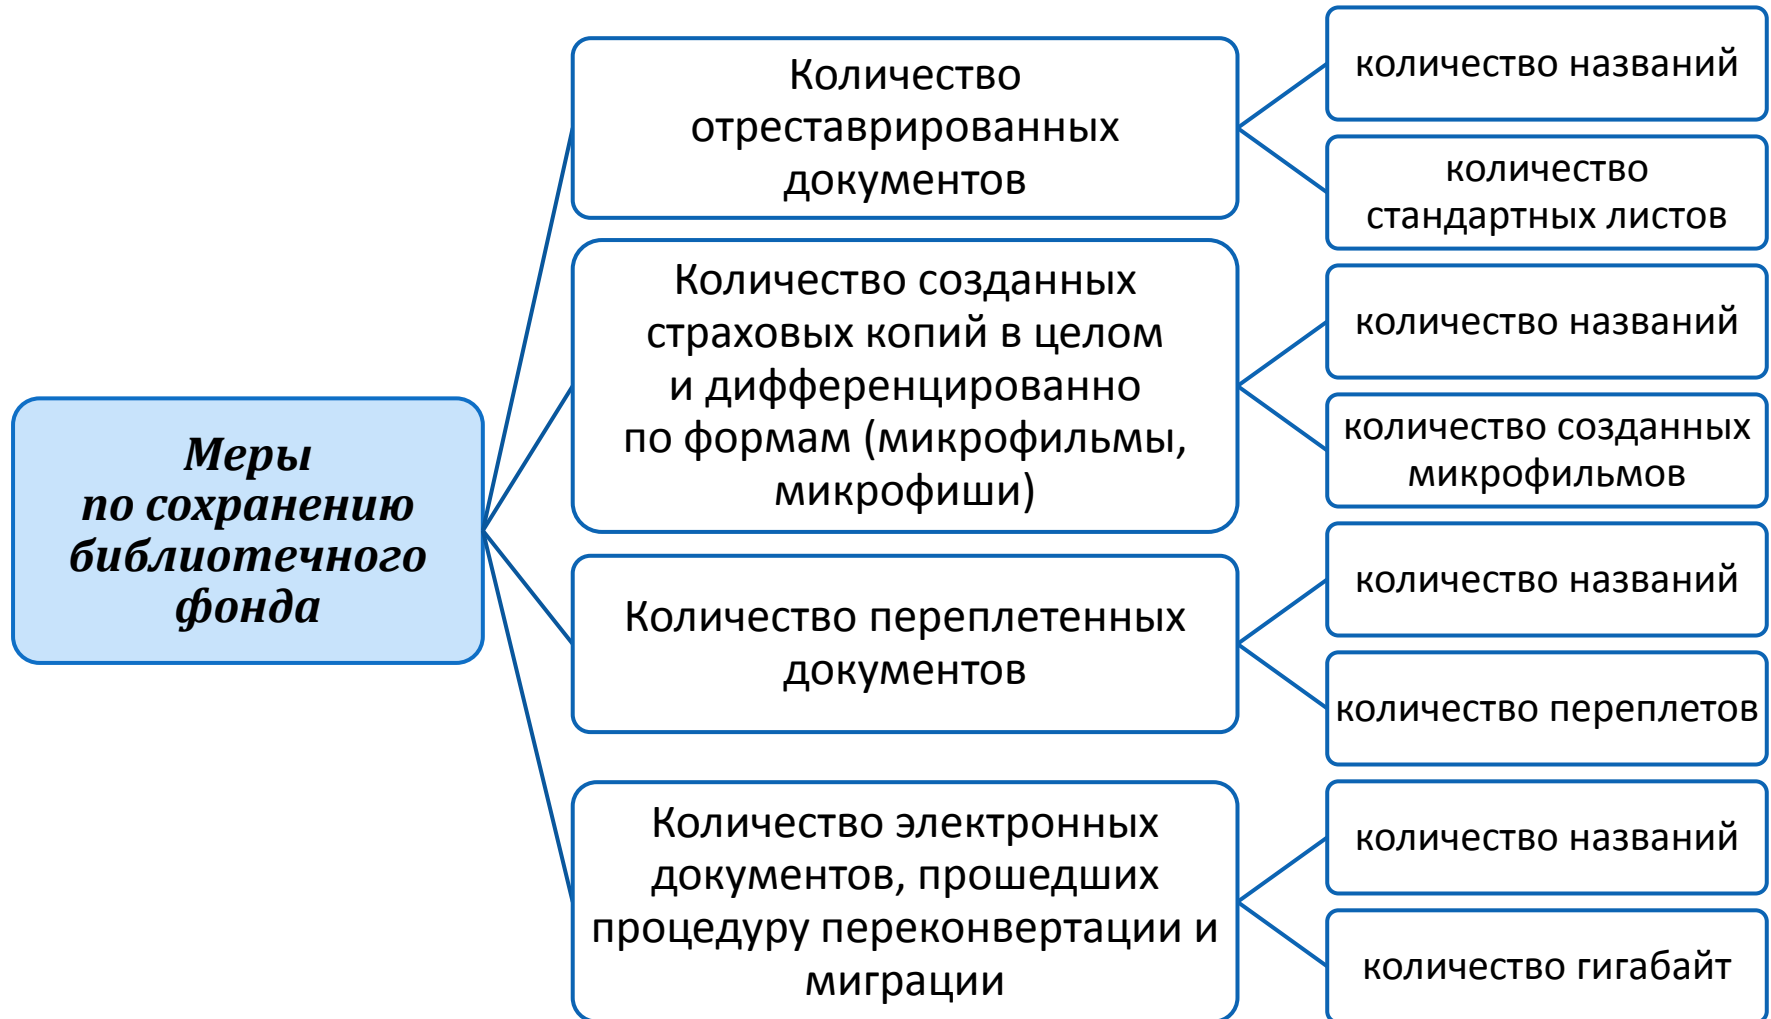 Меры
по сохранению
библиотечного
фонда
Количество
отреставрированных
документов
количество названий
количество
стандартных листов
Количество созданных
страховых копий в целом
и дифференцированно
по формам (микрофильмы,
микрофиши)
количество названий
количество созданных
микрофильмов
Количество переплетенных
документов
количество названий
количество переплетов
Количество электронных
документов, прошедших
процедуру переконвертации и
миграции
количество названий
количество гигабайт